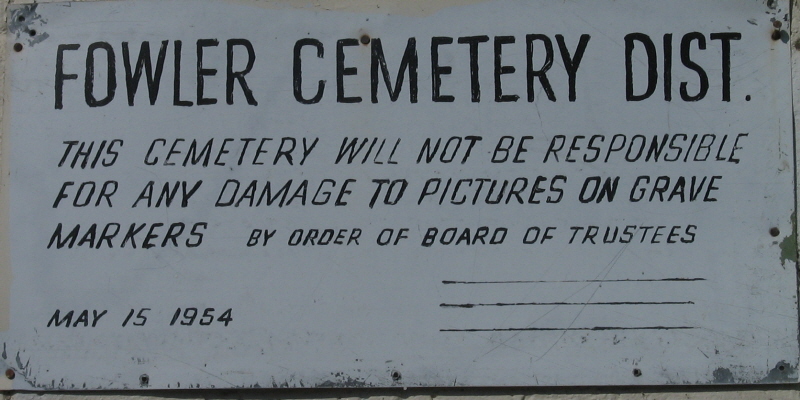 FOWLER CEMETERY DIST.
THIS CEMETERY WILL NOT BE RESPONSIBLE
FOR ANY DAMAGE TO PICTURES ON GRAVE
MARKERS BY ORDER OF BOARD OF TRUSTEES
MAY 15 1954